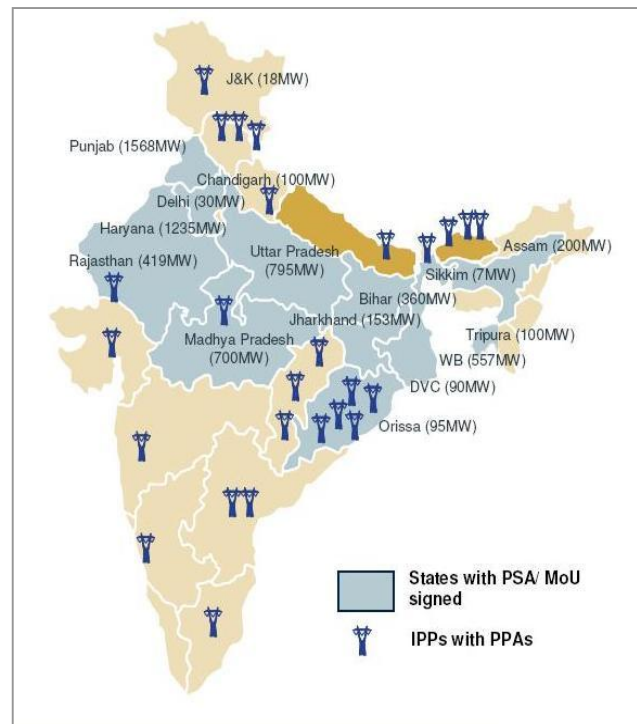 J&K (18MW)
Punjab (1568MW)
Chandigarh (100MW)
Delhi (30MW)
Haryana (1235MW)
Rajasthan (419MW)
Uttar Pradesh
(795MW)
Assam (200MW)
Sikkim (7MW)
Bihar (360MW)
Jharkhand (153MW)
Madhya Pradesh
(700MW)
Tripura (100MW)
WB (557MW)
DVC (90MW)
Orissa (95MW)
States with PSA/ MoU
signed
IPPs with PPAs